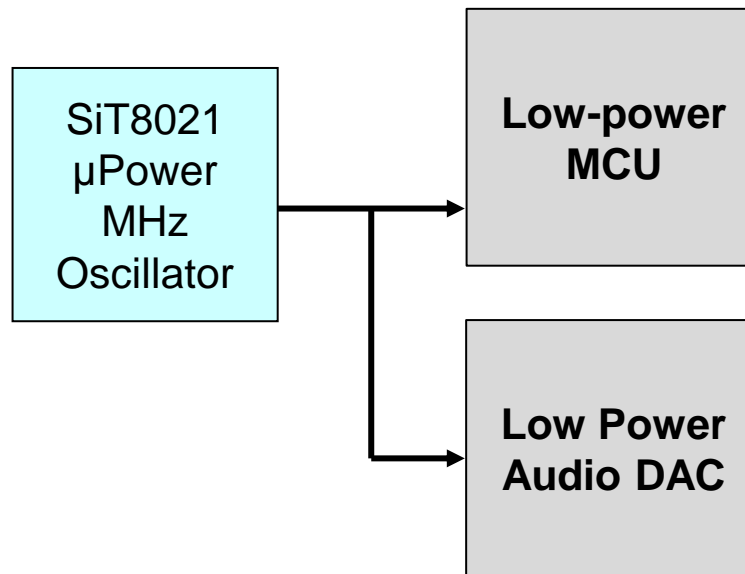 SiT8021
µPower
MHz
Oscillator
Low-power
MCU
Low Power
Audio DAC